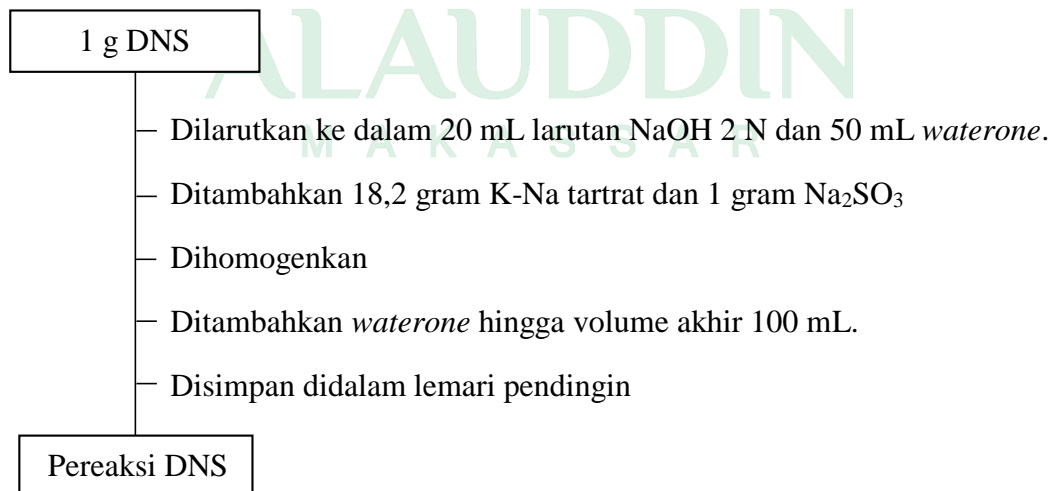 ALAUDDIN
1 g DNS
Dilarutkan ke dalam 20 mL larutan NaOH 2 N dan 50 mL waterone.
MAKASSAR
Ditambahkan 18,2 gram K-Na tartrat dan 1 gram Na₂SO₃
Dihomogenkan
Ditambahkan waterone hingga volume akhir 100 mL.
Disimpan didalam lemari pendingin
Pereaksi DNS